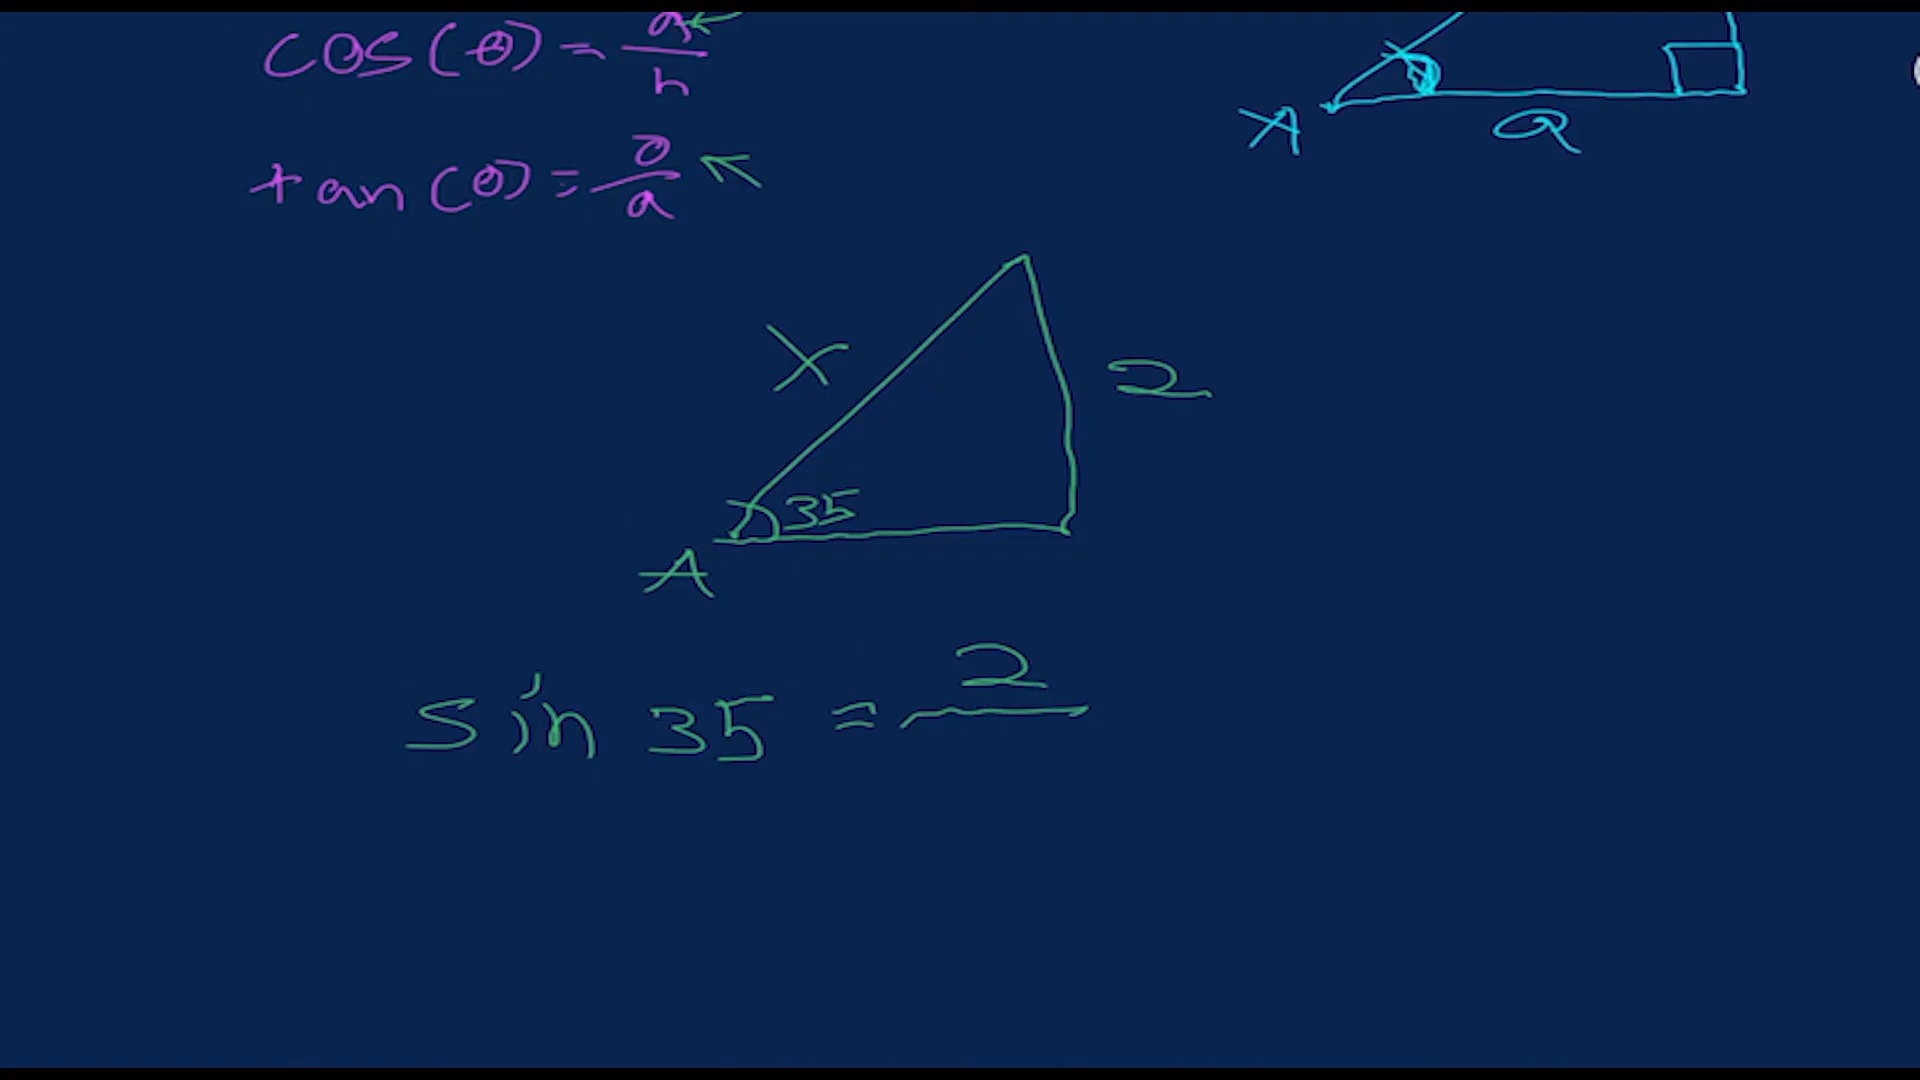 cos(θ) = a/h
A
a
tan(θ) = o/a
X
2
35
A
sin 35 = 2/